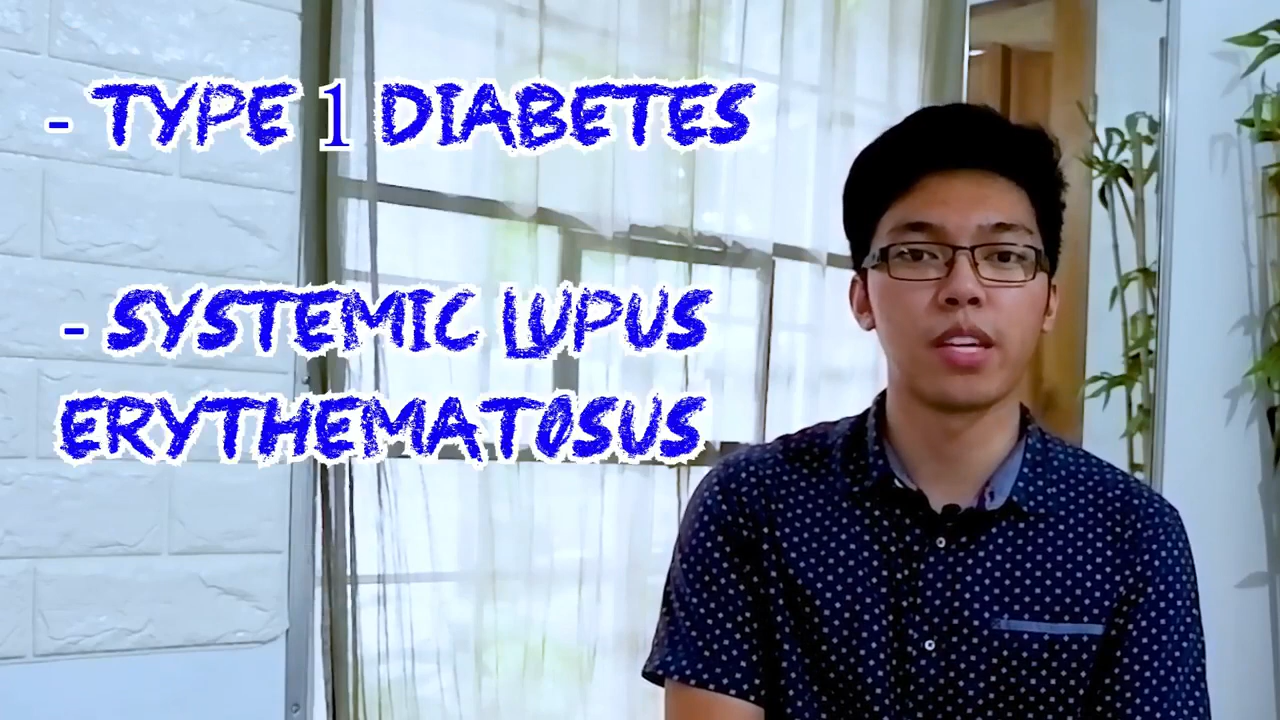 - TYPE 1 DIABETES
- SYSTEMIC LUPUS
ERYTHEMATOSUS